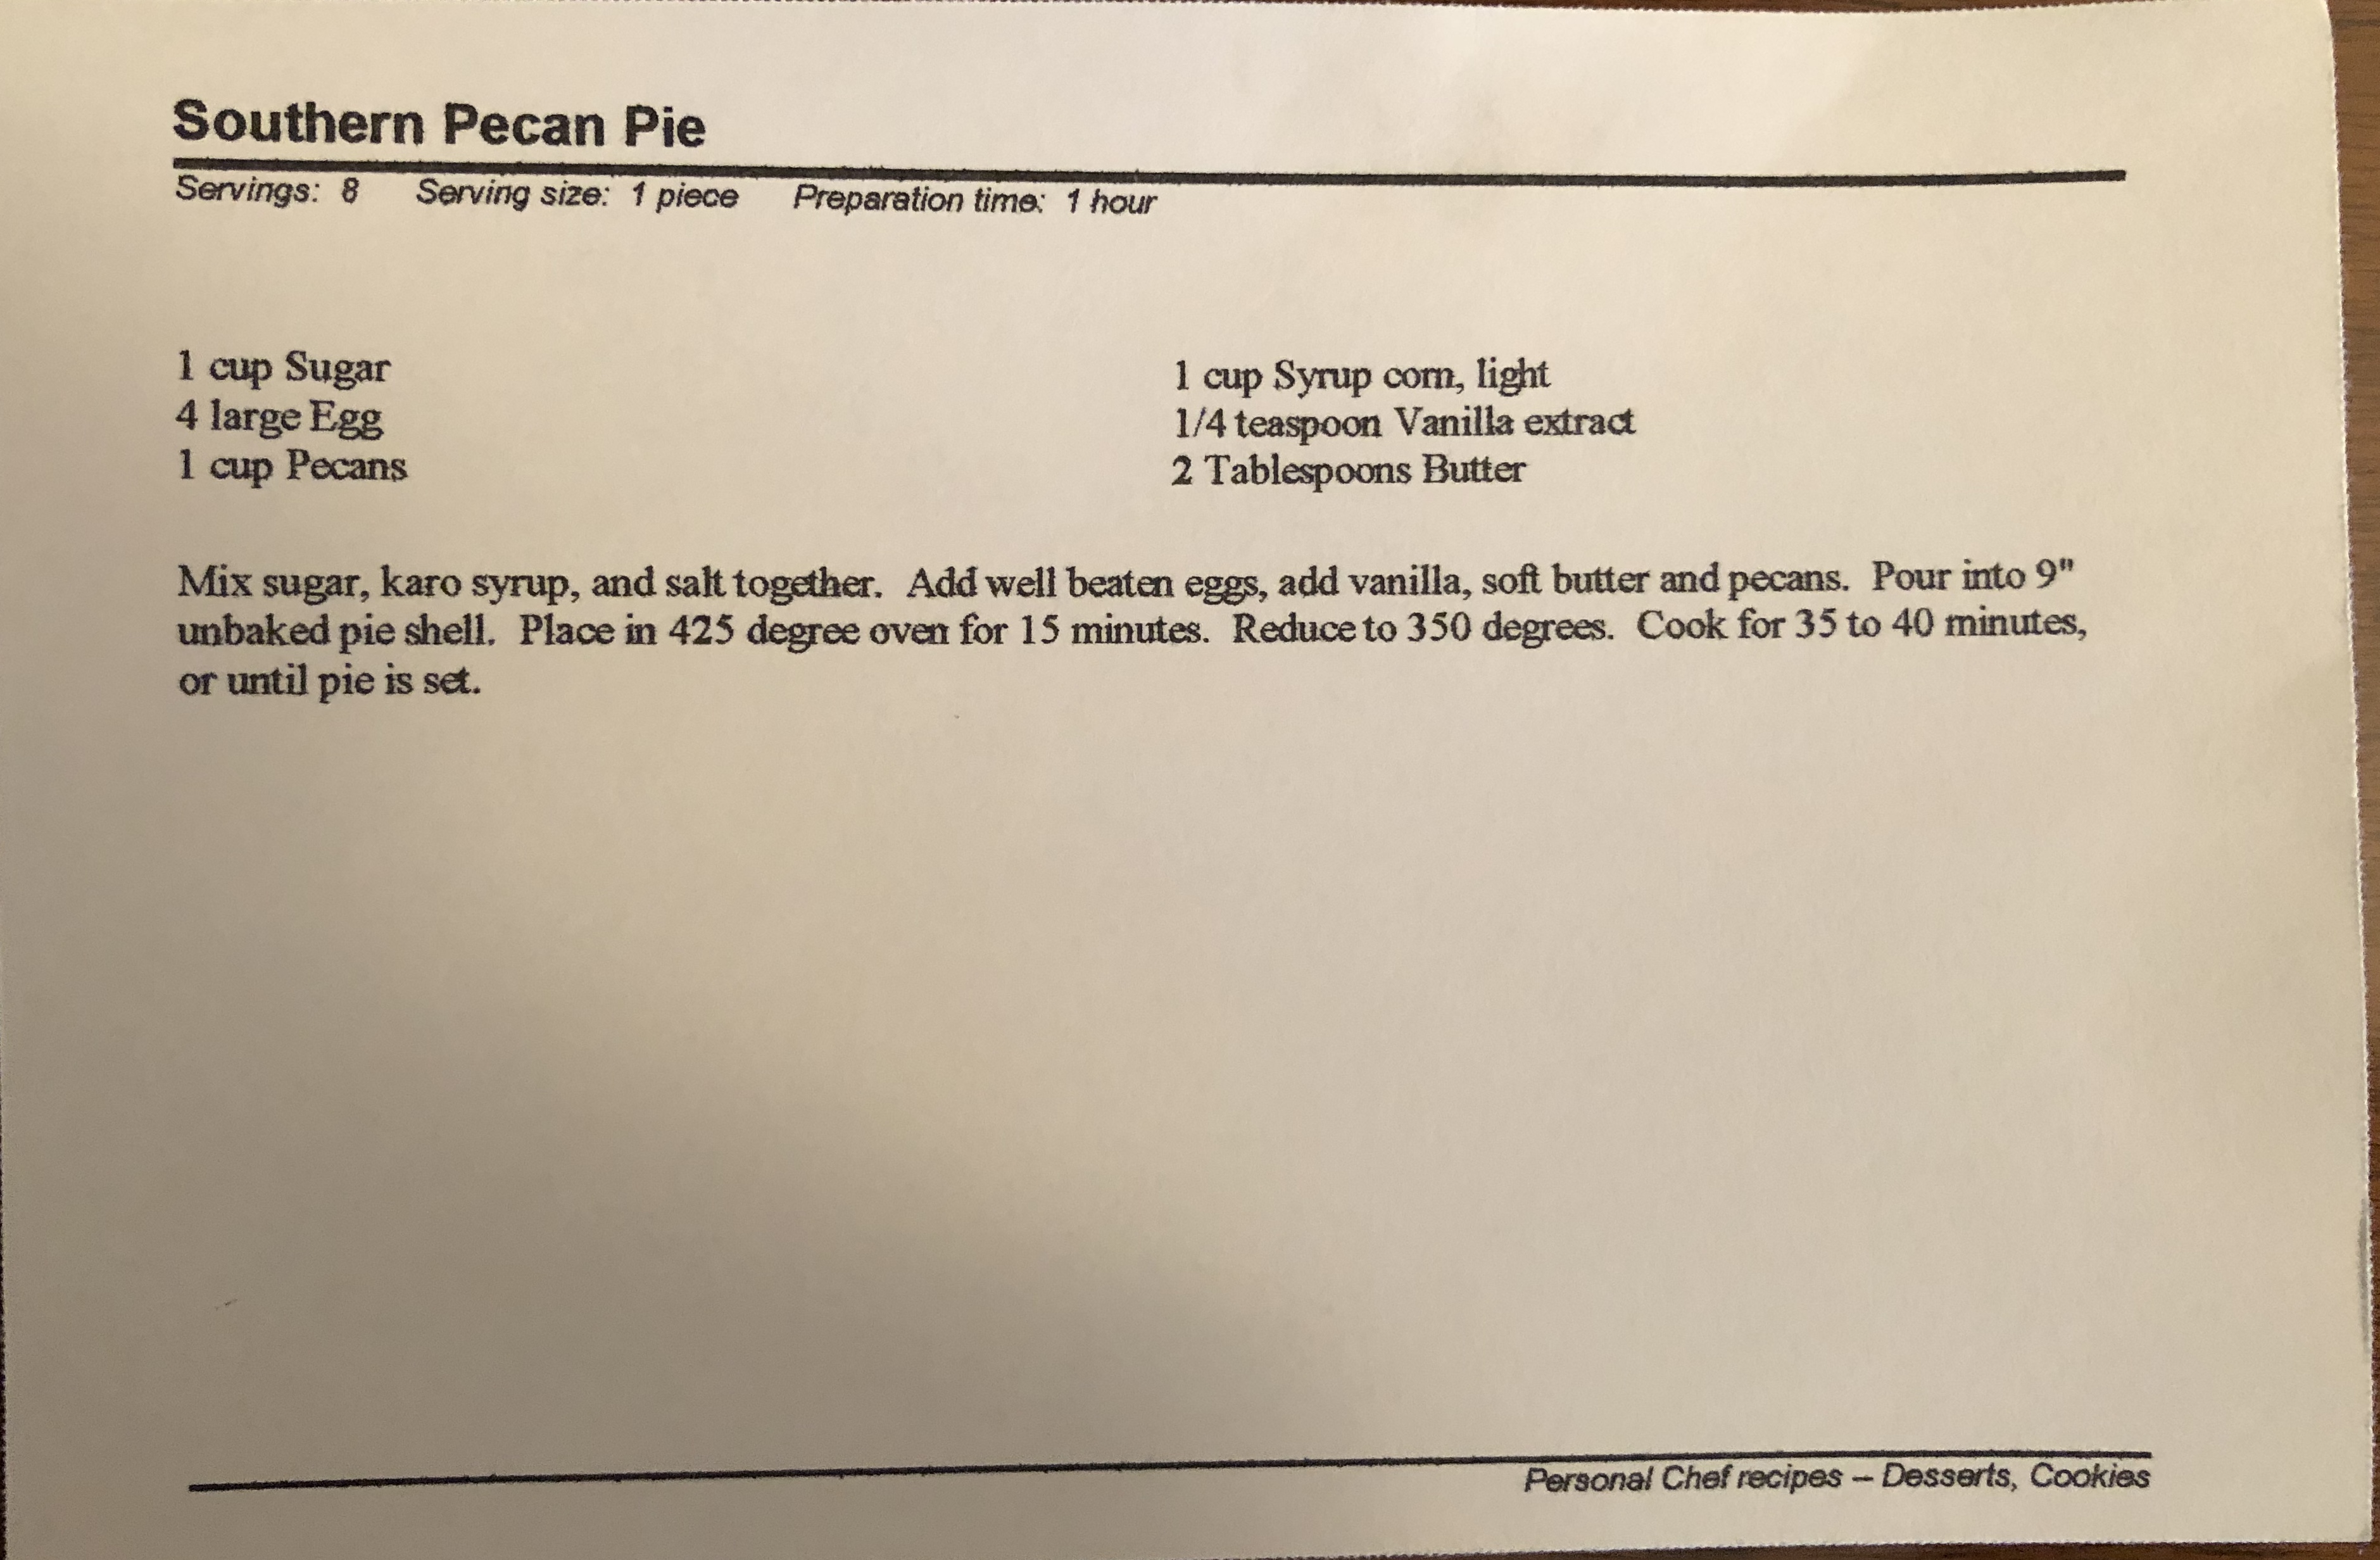 Southern Pecan Pie
Servings: 8 Serving size: 1 piece Preparation time: 1 hour
1 cup Sugar
4 large Egg
1 cup Pecans
1 cup Syrup corn, light
1/4 teaspoon Vanilla extract
2 Tablespoons Butter
Mix sugar, karo syrup, and salt together. Add well beaten eggs, add vanilla, soft butter and pecans. Pour into 9"
unbaked pie shell. Place in 425 degree oven for 15 minutes. Reduce to 350 degrees. Cook for 35 to 40 minutes,
or until pie is set.
Personal Chef recipes – Desserts, Cookies